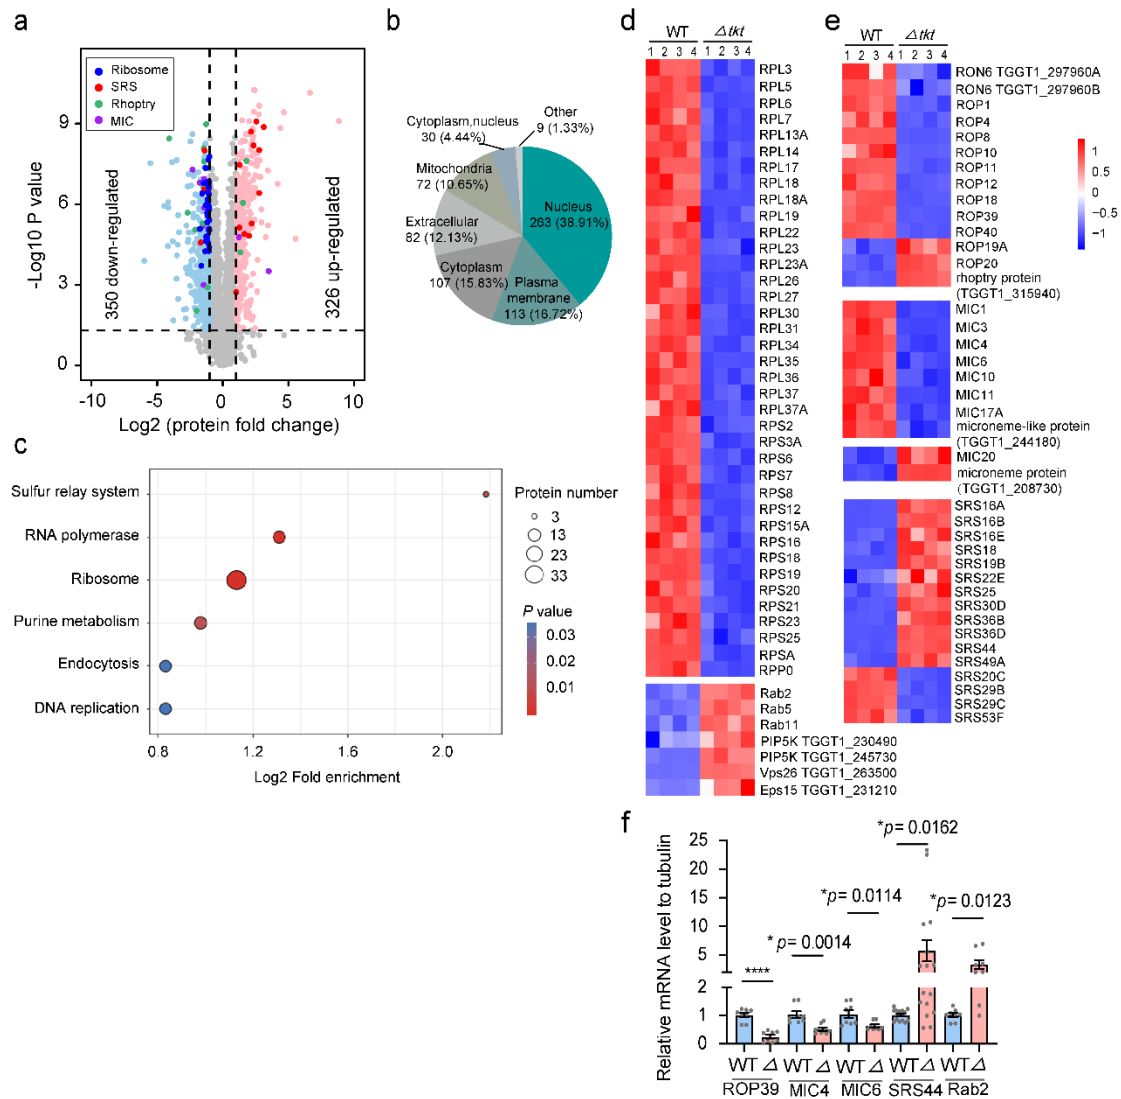 a
Ribosome
SRS
Rhoptry
MIC
9
6
3
0
-Log10 P value
350 down-regulated
326 up-regulated
-10
-5
0
5
10
Log2 (protein fold change)
b
Other
9 (1.33%)
Cytoplasm,nucleus
30 (4.44%)
Mitochondria
72 (10.65%)
Extracellular
82 (12.13%)
Cytoplasm
107 (15.83%)
Plasma
membrane
113 (16.72%)
Nucleus
263 (38.91%)
c
Sulfur relay system
RNA polymerase
Ribosome
Purine metabolism
Endocytosis
DNA replication
0.8
1.2
1.6
2.0
Log2 Fold enrichment
Protein number
3
13
23
33
P value
0.03
0.02
0.01
d
WT
Δtkt
1 2 3 4 1 2 3 4
RPL3
RPL5
RPL6
RPL7
RPL13A
RPL14
RPL17
RPL18
RPL18A
RPL19
RPL22
RPL23
RPL23A
RPL26
RPL27
RPL30
RPL31
RPL34
RPL35
RPL36
RPL37
RPL37A
RPS2
RPS3A
RPS6
RPS7
RPS8
RPS12
RPS15A
RPS16
RPS18
RPS19
RPS20
RPS21
RPS23
RPS25
RPSA
RPP0
Rab2
Rab5
Rab11
PIP5K TGGT1_230490
PIP5K TGGT1_245730
Vps26 TGGT1_263500
Eps15 TGGT1_231210
e
WT
Δtkt
1 2 3 4 1 2 3 4
RON6 TGGT1_297960A
RON6 TGGT1_297960B
ROP1
ROP4
ROP8
ROP10
ROP11
ROP12
ROP18
ROP39
ROP40
ROP19A
ROP20
rhoptry protein
(TGGT1_315940)
MIC1
MIC3
MIC4
MIC6
MIC10
MIC11
MIC17A
microneme-like protein
(TGGT1_244180)
MIC20
microneme protein
(TGGT1_208730)
SRS16A
SRS16B
SRS16E
SRS18
SRS19B
SRS22E
SRS25
SRS30D
SRS36B
SRS36D
SRS44
SRS49A
SRS20C
SRS29B
SRS29C
SRS53F
1
0.5
0
−0.5
−1
f
Relative mRNA level to tubulin
25
20
15
10
5
2
1
0
****
*p= 0.0014
*p= 0.0114
*p= 0.0162
*p= 0.0123
WT Δ WT Δ WT Δ WT Δ WT Δ
ROP39 MIC4 MIC6 SRS44 Rab2